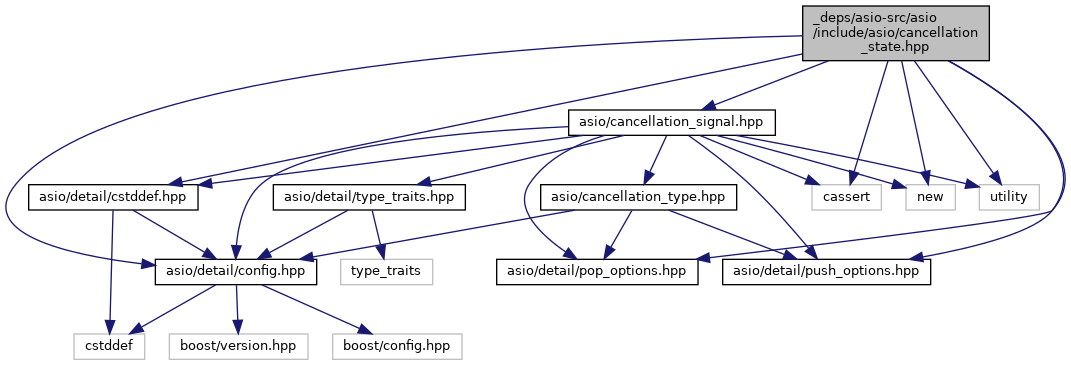 _deps/asio-src/asio
/include/asio/cancellation
_state.hpp
asio/cancellation_signal.hpp
asio/detail/cstddef.hpp
asio/detail/type_traits.hpp
asio/cancellation_type.hpp
cassert
new
utility
asio/detail/config.hpp
type_traits
asio/detail/pop_options.hpp
asio/detail/push_options.hpp
cstddef
boost/version.hpp
boost/config.hpp